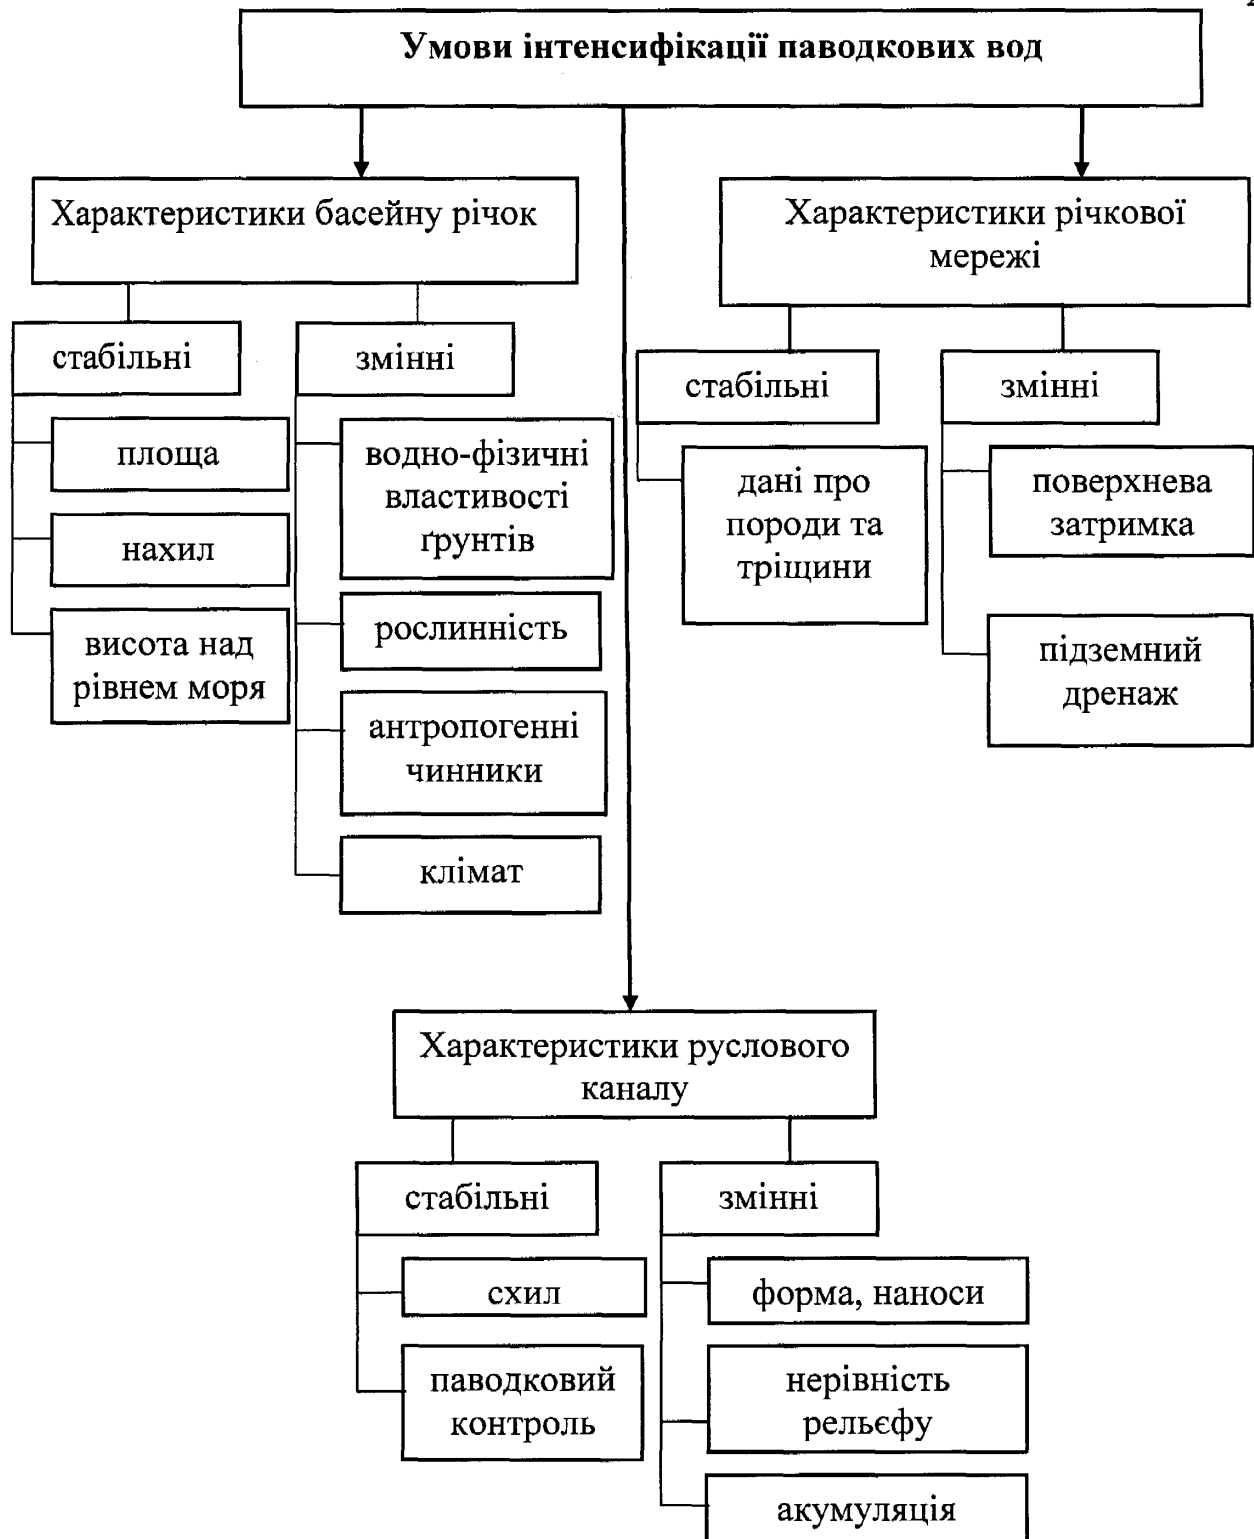 Умови інтенсифікації паводкових вод
Характеристики басейну річок
стабільні
площа
нахил
висота над
рівнем моря
змінні
водно-фізичні
властивості
ґрунтів
рослинність
антропогенні
чинники
клімат
Характеристики річкової
мережі
стабільні
дані про
породи та
тріщини
змінні
поверхнева
затримка
підземний
дренаж
Характеристики руслового
каналу
стабільні
схил
паводковий
контроль
змінні
форма, наноси
нерівність
рельєфу
акумуляція